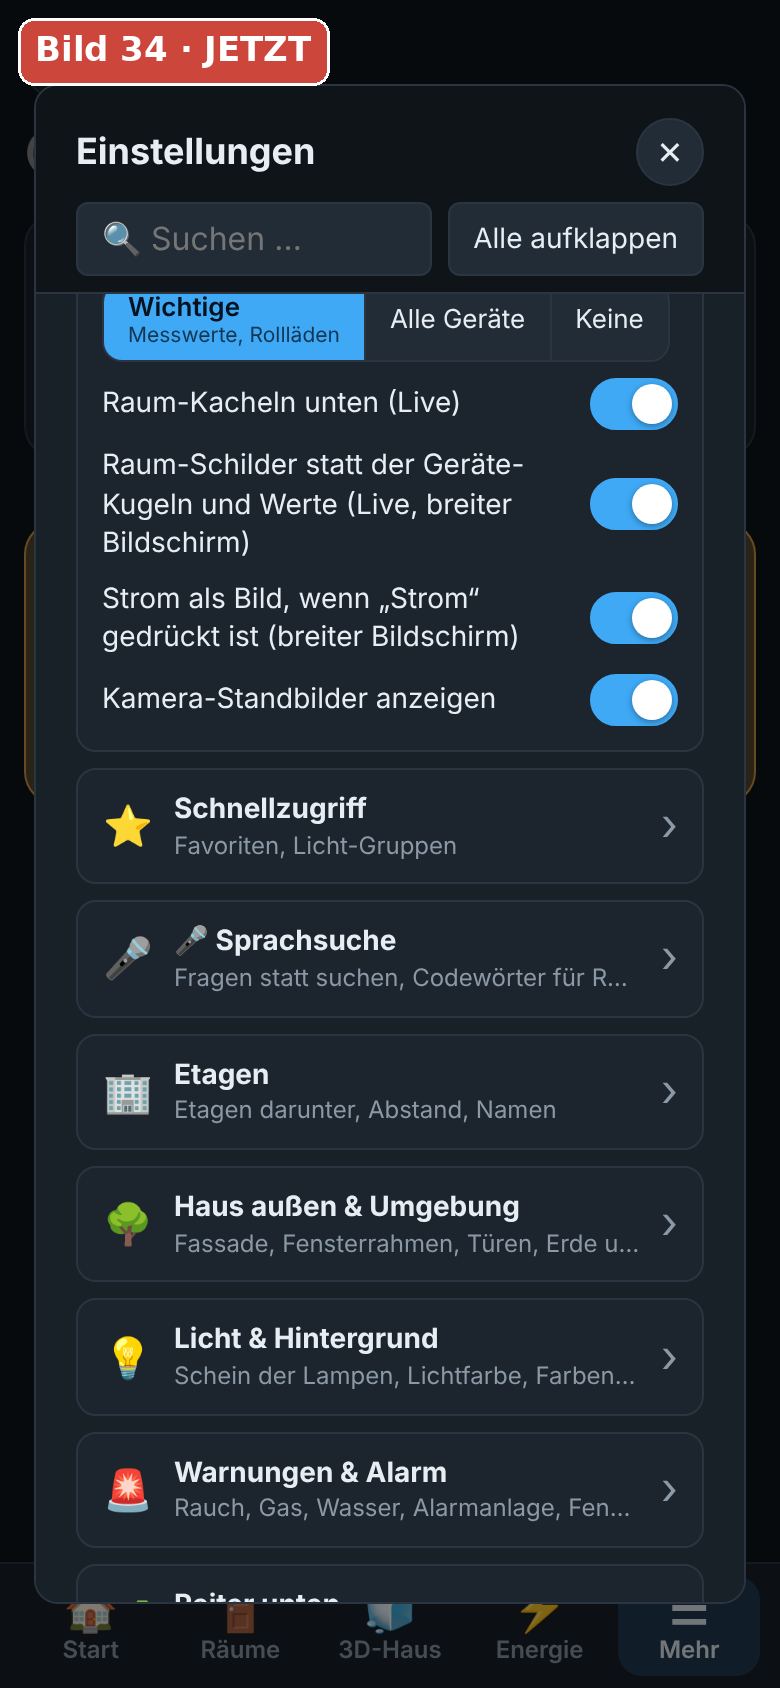 Bild 34 · JETZT
Einstellungen
Suchen ...
Alle aufklappen
Wichtige
Messwerte, Rollläden
Alle Geräte
Keine
Raum-Kacheln unten (Live)
Raum-Schilder statt der Geräte-
Kugeln und Werte (Live, breiter
Bildschirm)
Strom als Bild, wenn „Strom“
gedrückt ist (breiter Bildschirm)
Kamera-Standbilder anzeigen
Schnellzugriff
Favoriten, Licht-Gruppen
Sprachsuche
Fragen statt suchen, Codewörter für R...
Etagen
Etagen darunter, Abstand, Namen
Haus außen & Umgebung
Fassade, Fensterrahmen, Türen, Erde u...
Licht & Hintergrund
Schein der Lampen, Lichtfarbe, Farben...
Warnungen & Alarm
Rauch, Gas, Wasser, Alarmanlage, Fen...
Reiter unten
Start
Räume
3D-Haus
Energie
Mehr